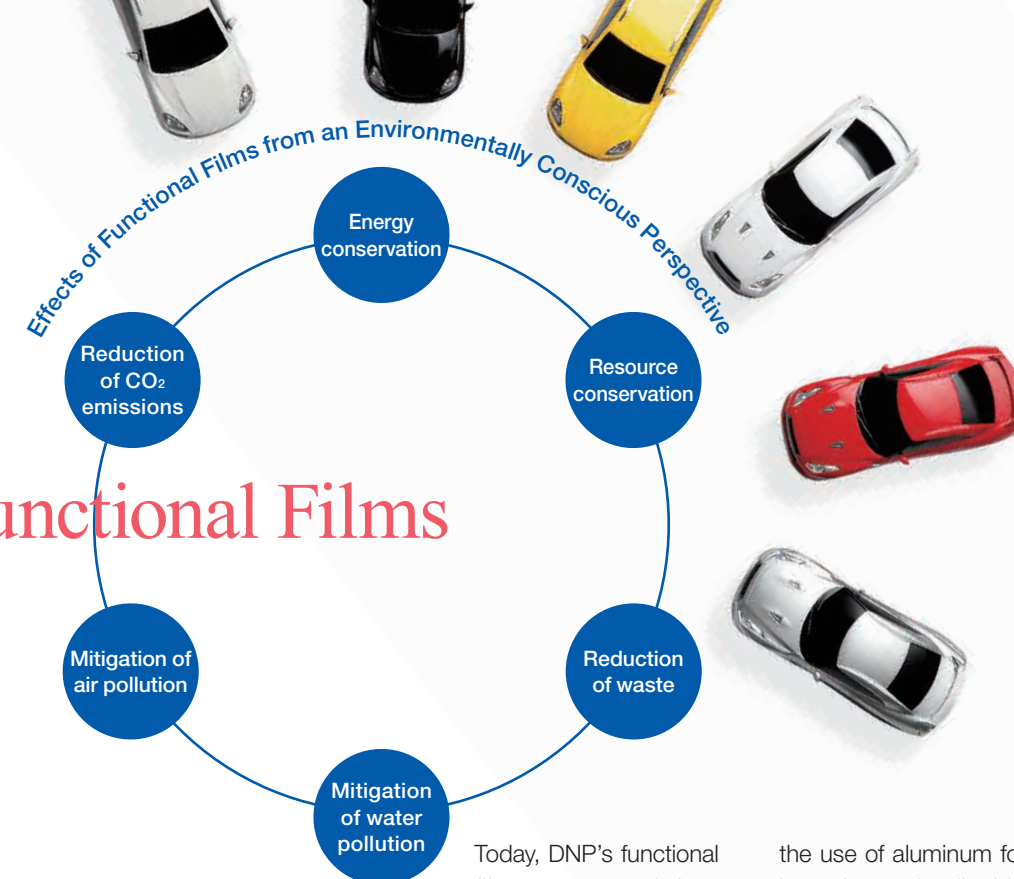 Effects of Functional Films from an Environmentally Conscious Perspective
Energy
conservation
Reduction
of CO₂
emissions
Resource
conservation
unctional Films
Mitigation of
air pollution
Reduction
of waste
Mitigation
of water
pollution
Today, DNP's functional
the use of aluminum fo